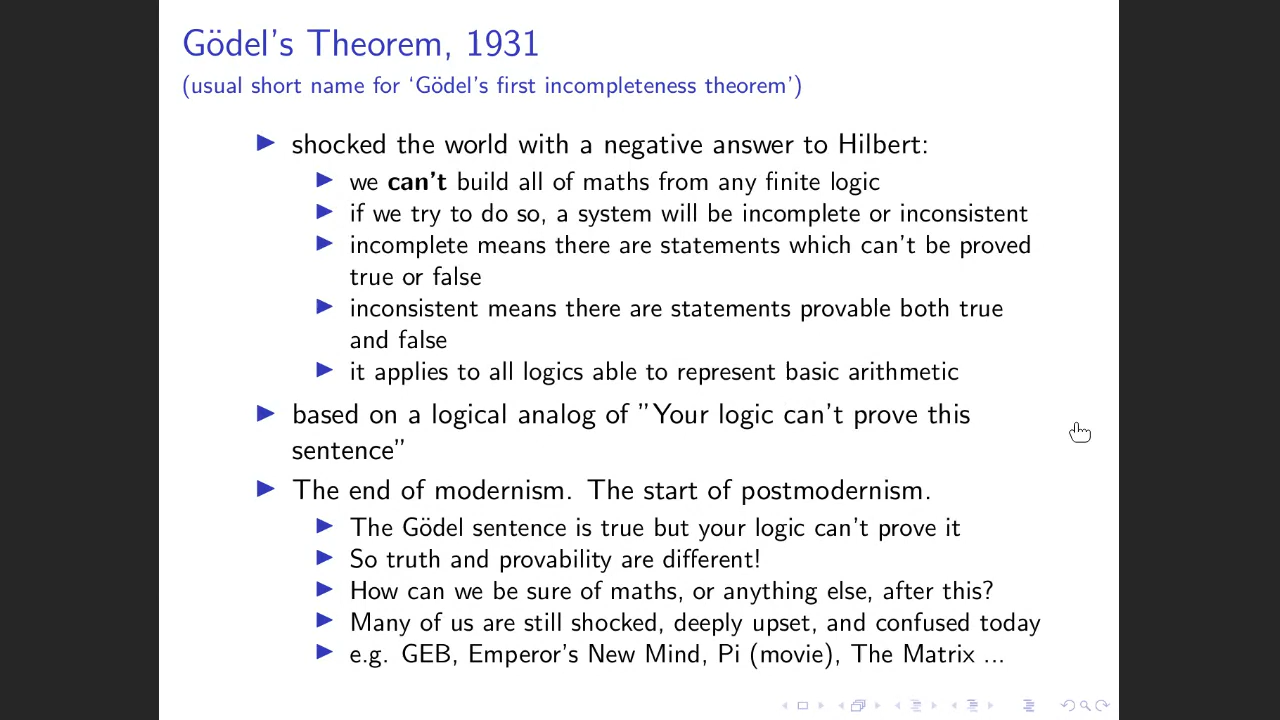 Gödel's Theorem, 1931
(usual short name for 'Gödel's first incompleteness theorem')
shocked the world with a negative answer to Hilbert:
we can't build all of maths from any finite logic
if we try to do so, a system will be incomplete or inconsistent
incomplete means there are statements which can't be proved
true or false
inconsistent means there are statements provable both true
and false
it applies to all logics able to represent basic arithmetic
based on a logical analog of "Your logic can't prove this
sentence"
The end of modernism. The start of postmodernism.
The Gödel sentence is true but your logic can't prove it
So truth and provability are different!
How can we be sure of maths, or anything else, after this?
Many of us are still shocked, deeply upset, and confused today
e.g. GEB, Emperor's New Mind, Pi (movie), The Matrix ...